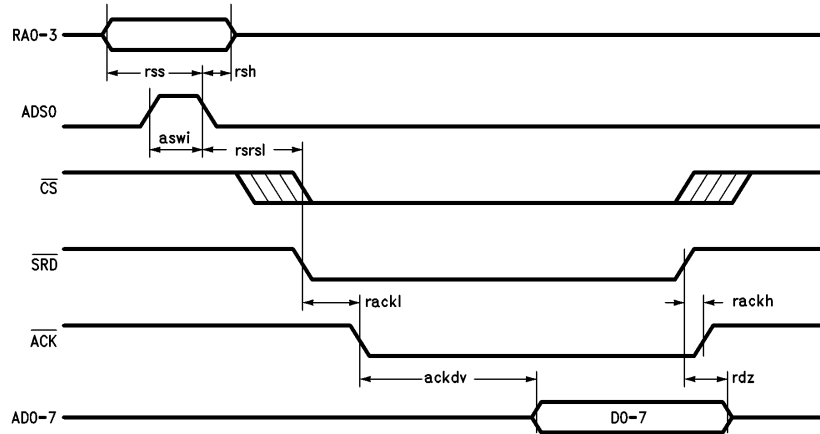 RA0-3
rss
rsh
ADS0
aswi
rsrsl
CS
SRD
rackl
rackh
ACK
ackdv
rdz
AD0-7
D0-7